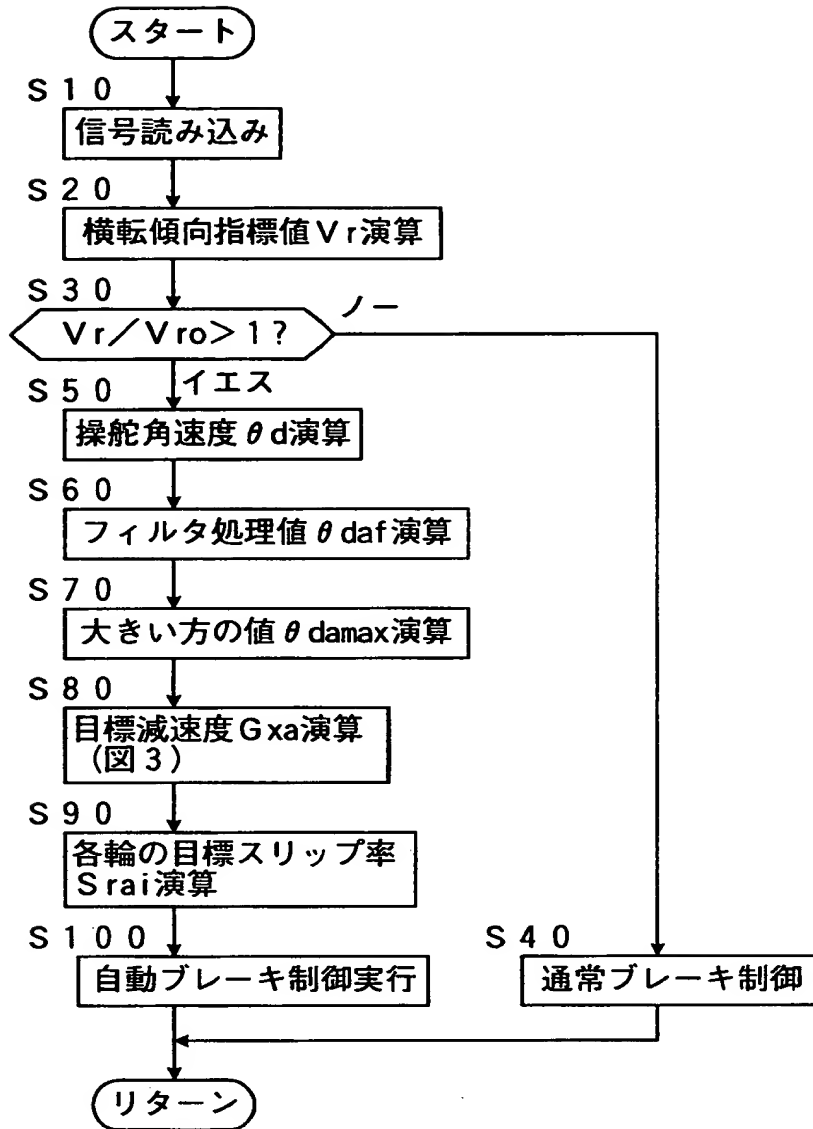 スタート
S10
信号読み込み
S20
横転傾向指標値Vr演算
S30
Vr/Vro>1?
ノー
イエス
S50
操舵角速度θd演算
S60
フィルタ処理値θdaf演算
S70
大きい方の値θdamax演算
S80
目標減速度Gxa演算
(図3)
S90
各輪の目標スリップ率
Srai演算
S100
自動ブレーキ制御実行
S40
通常ブレーキ制御
リターン